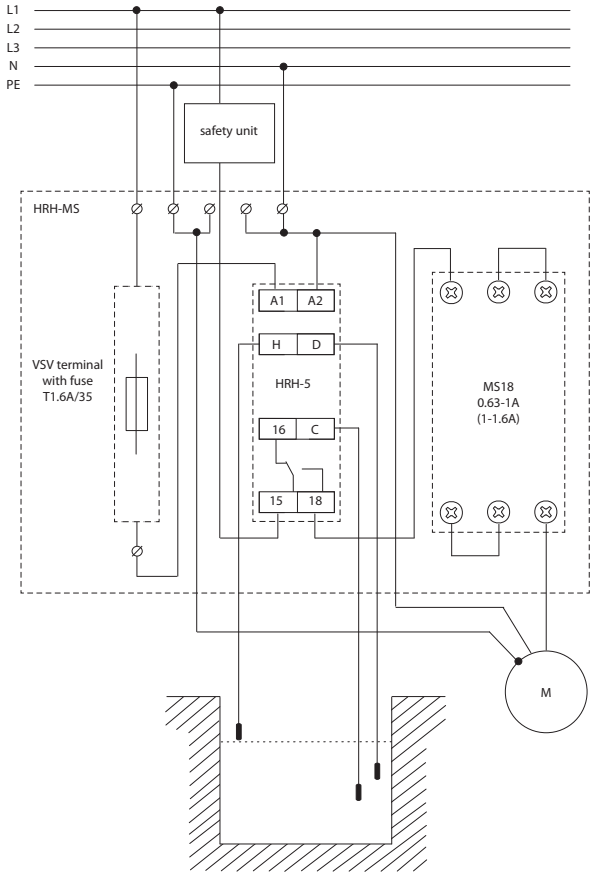 L1
L2
L3
N
PE
safety unit
HRH-MS
A1 A2
H D
VSV terminal
with fuse
T1.6A/35
HRH-5
MS18
0.63-1A
(1-1.6A)
16 C
15 18
M